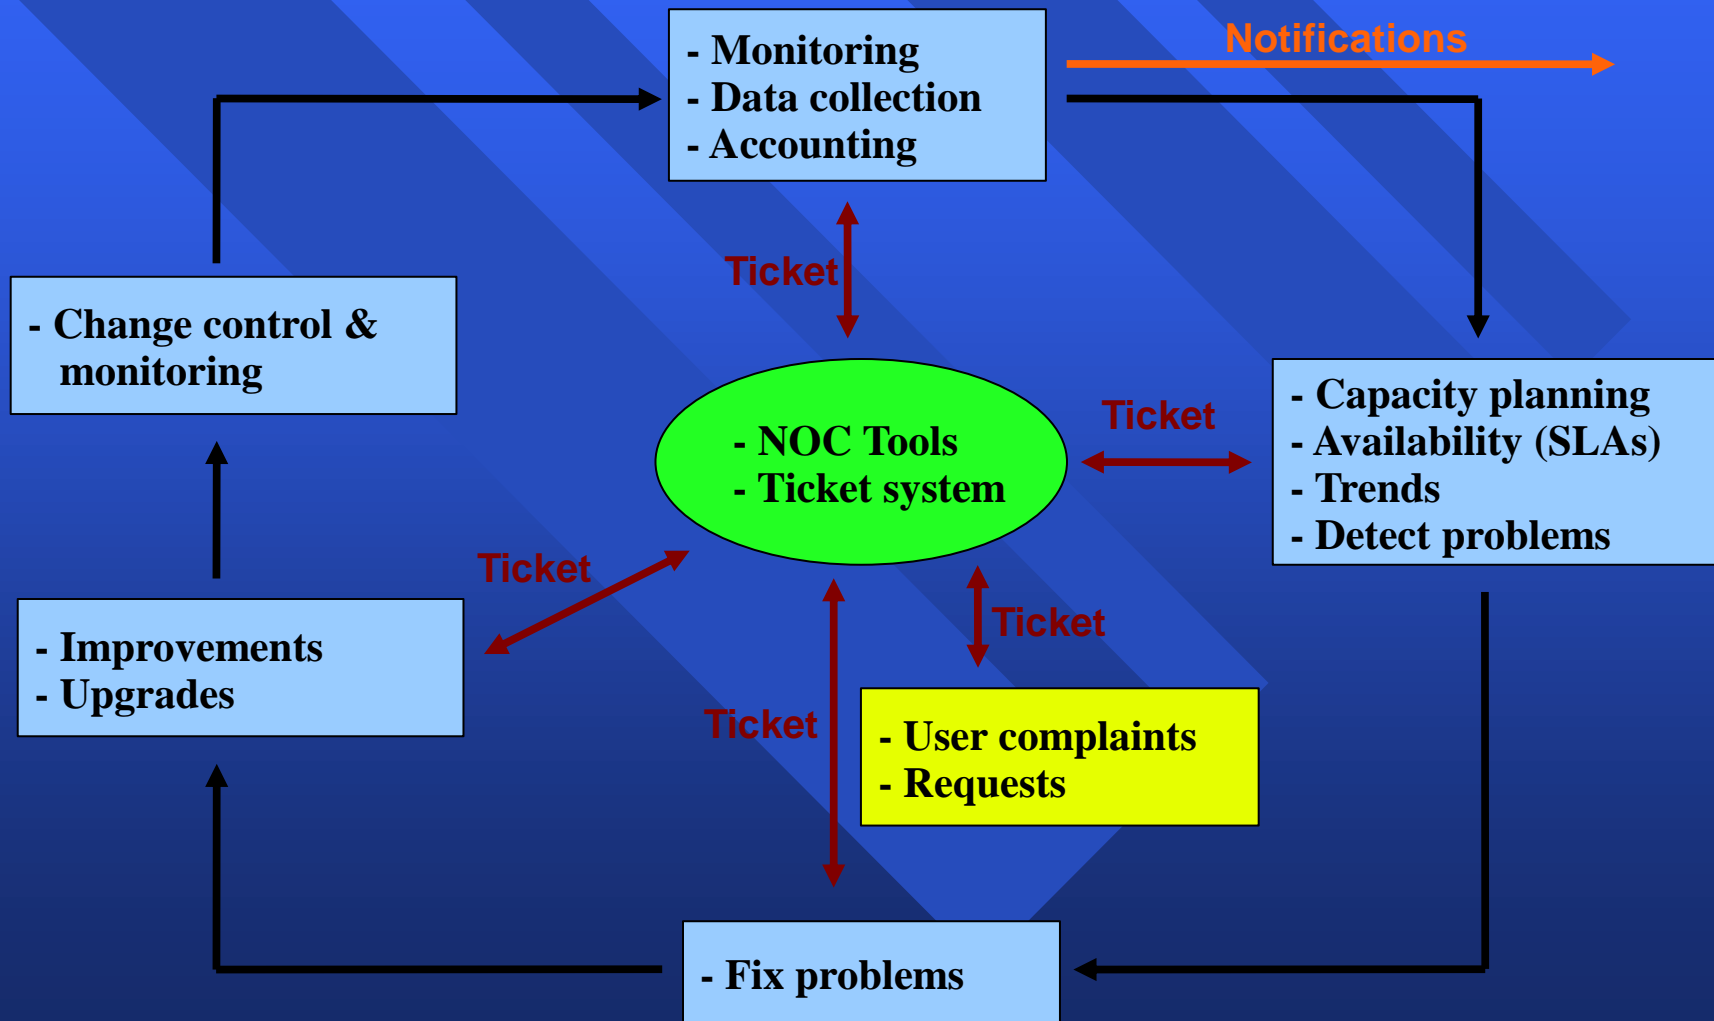 Notifications
- Monitoring
- Data collection
- Accounting
Ticket
- Change control &
monitoring
- Capacity planning
- Availability (SLAs)
- Trends
- Detect problems
Ticket
- NOC Tools
- Ticket system
Ticket
- Improvements
- Upgrades
Ticket
Ticket
- User complaints
- Requests
- Fix problems